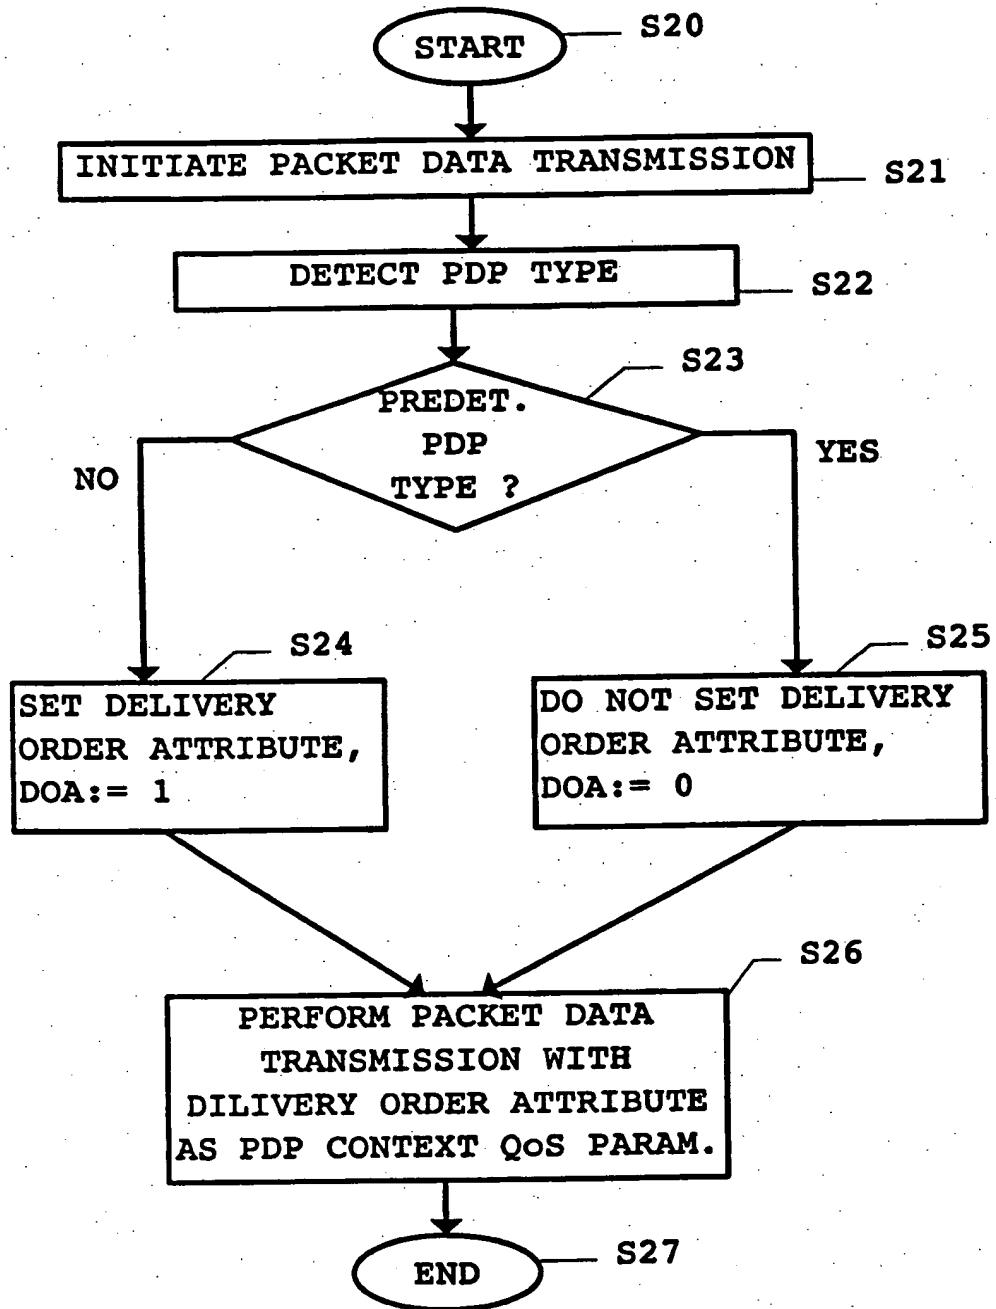 START
S20
INITIATE PACKET DATA TRANSMISSION
S21
DETECT PDP TYPE
S22
S23
PREDET.
PDP
TYPE ?
NO
YES
S24
SET DELIVERY
ORDER ATTRIBUTE,
DOA:= 1
S25
DO NOT SET DELIVERY
ORDER ATTRIBUTE,
DOA:= 0
S26
PERFORM PACKET DATA
TRANSMISSION WITH
DILIVERY ORDER ATTRIBUTE
AS PDP CONTEXT QoS PARAM.
END
S27